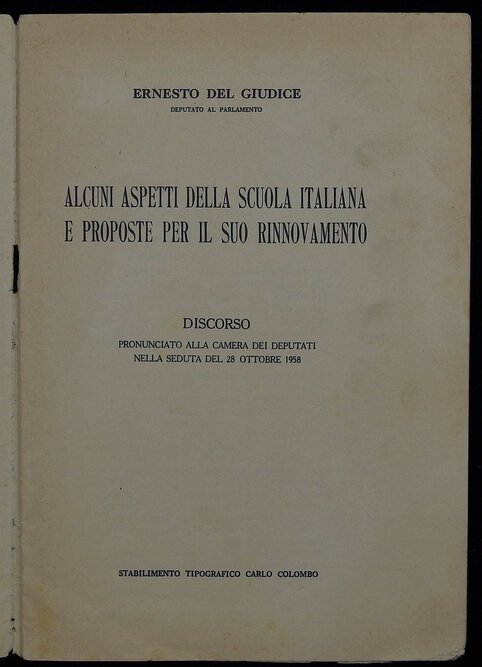 ERNESTO DEL GIUDICE
DEPUTATO AL PARLAMENTO
ALCUNI ASPETTI DELLA SCUOLA ITALIANA
E PROPOSTE PER IL SUO RINNOVAMENTO
DISCORSO
PRONUNCIATO ALLA CAMERA DEI DEPUTATI
NELLA SEDUTA DEL 28 OTTOBRE 1958
STABILIMENTO TIPOGRAFICO CARLO COLOMBO